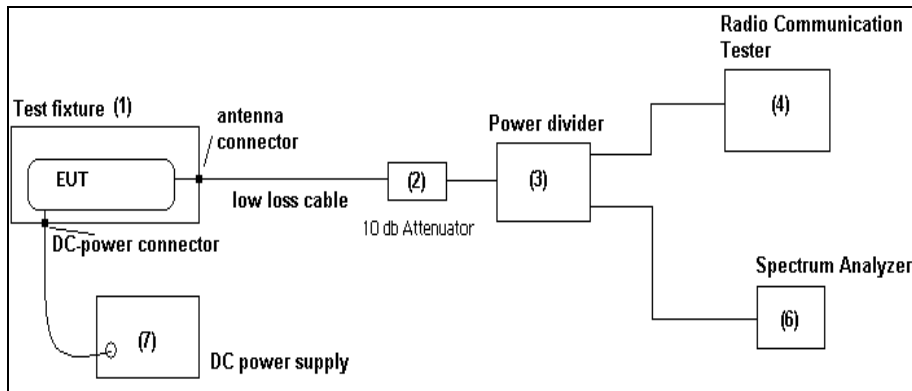 Radio Communication
Tester
(4)
Test fixture (1)
antenna
connector
Power divider
EUT
(2)
(3)
low loss cable
10 db Attenuator
DC-power connector
Spectrum Analyzer
(6)
(7)
DC power supply